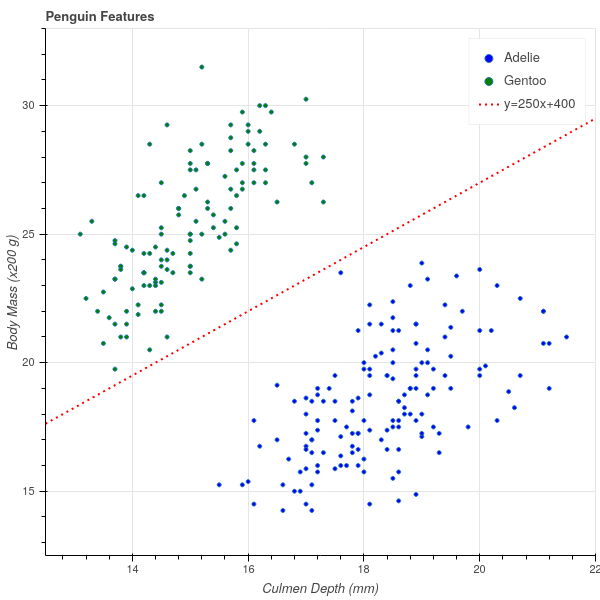 Penguin Features
Adelie
Gentoo
y=250x+400
30
25
20
15
Body Mass (x200 g)
14
16
18
20
22
Culmen Depth (mm)